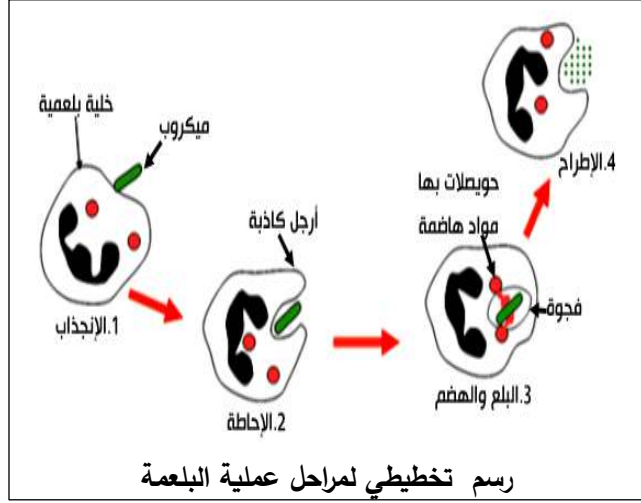 خلية بلعمية
ميكروب
1.الإنجذاب
أرجل كاذبة
2.الإحاطة
حويصلات بها
مواد هاضمة
فجوة
3.البلع والهضم
4.الإطراح
رسم تخطيطي لمراحل عملية البلعمة